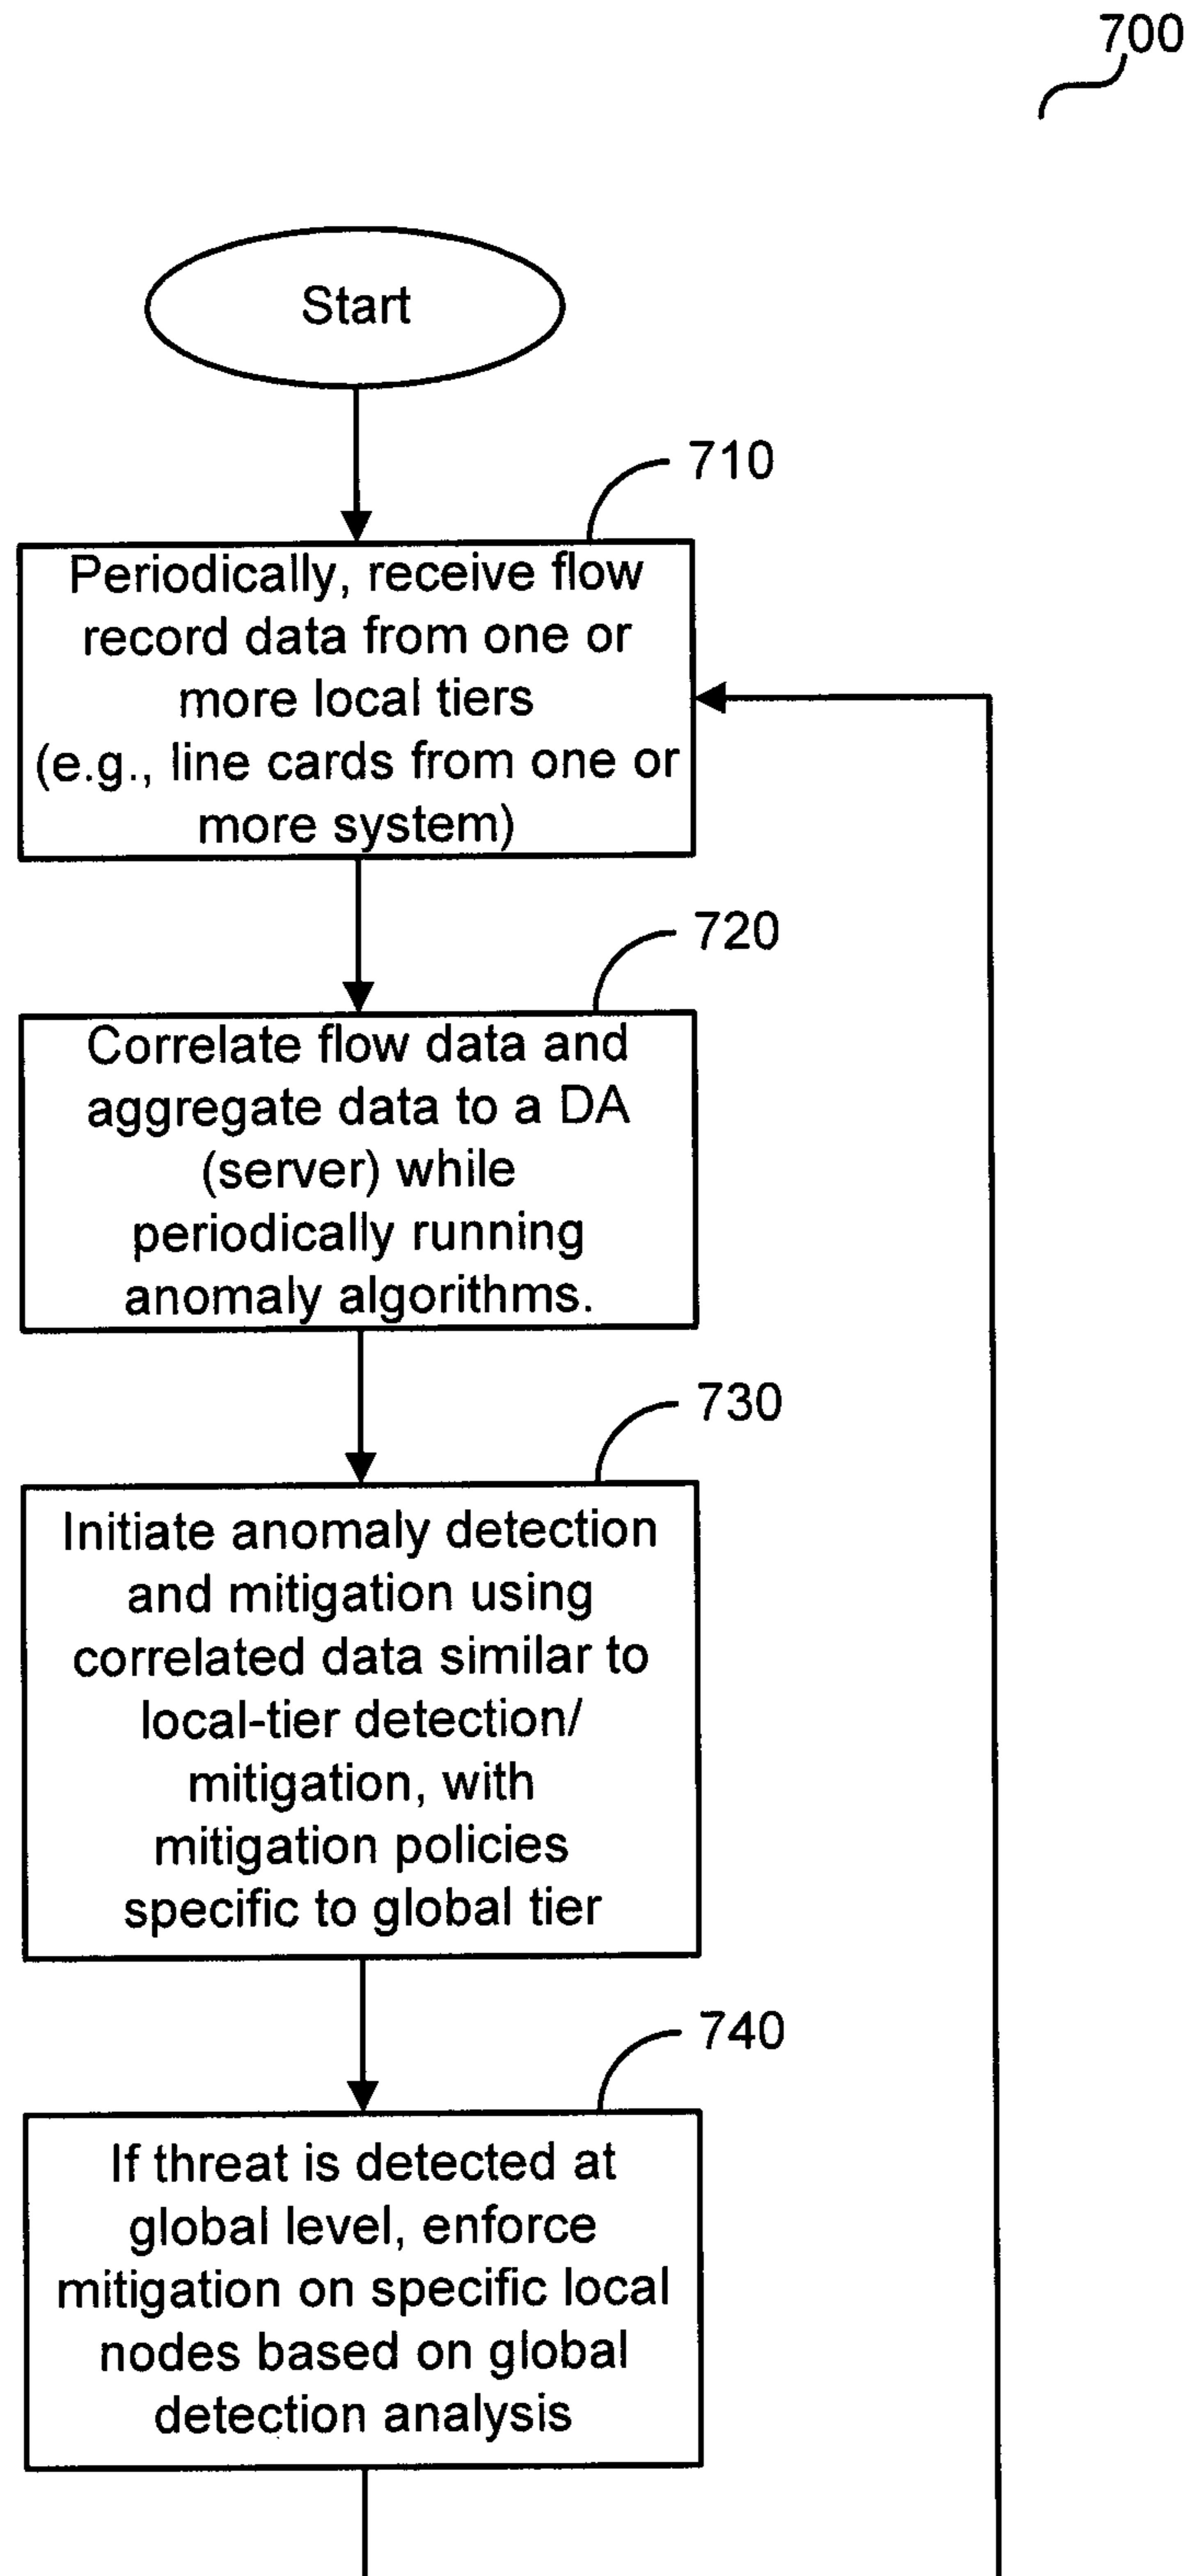 700
Start
710
Periodically, receive flow
record data from one or
more local tiers
(e.g., line cards from one or
more system)
720
Correlate flow data and
aggregate data to a DA
(server) while
periodically running
anomaly algorithms.
730
Initiate anomaly detection
and mitigation using
correlated data similar to
local-tier detection/
mitigation, with
mitigation policies
specific to global tier
740
If threat is detected at
global level, enforce
mitigation on specific local
nodes based on global
detection analysis